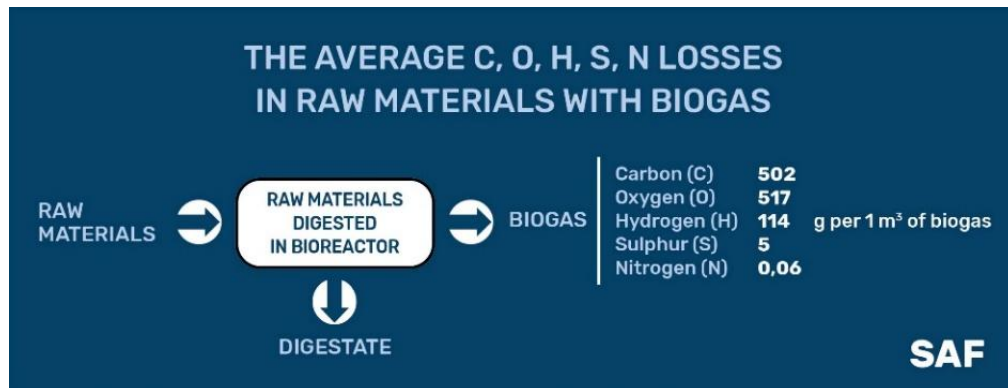 THE AVERAGE C, O, H, S, N LOSSES
IN RAW MATERIALS WITH BIOGAS
RAW
MATERIALS
RAW MATERIALS
DIGESTED
IN BIOREACTOR
BIOGAS
Carbon (C) 502
Oxygen (O) 517
Hydrogen (H) 114 g per 1 m³ of biogas
Sulphur (S) 5
Nitrogen (N) 0,06
DIGESTATE
SAF